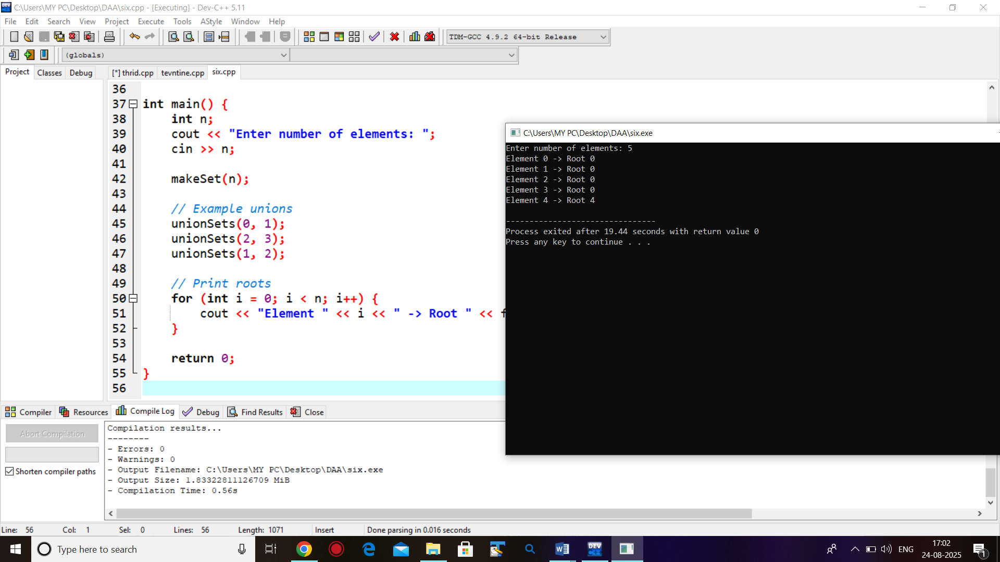 C:\Users\MY PC\Desktop\DAA\six.cpp - [Executing] - Dev-C++ 5.11
File Edit Search View Project Execute Tools AStyle Window Help
TDM-GCC 4.9.2 64-bit Release
(globals)
Project Classes Debug
[*] thrid.cpp tevntine.cpp six.cpp
36
37 int main() {
38 int n;
39 cout << "Enter number of elements: ";
40 cin >> n;
41
42 makeSet(n);
43
44 // Example unions
45 unionSets(0, 1);
46 unionSets(2, 3);
47 unionSets(1, 2);
48
49 // Print roots
50 for (int i = 0; i < n; i++) {
51 cout << "Element " << i << " -> Root " << f
52 }
53
54 return 0;
55 }
56
C:\Users\MY PC\Desktop\DAA\six.exe
Enter number of elements: 5
Element 0 -> Root 0
Element 1 -> Root 0
Element 2 -> Root 0
Element 3 -> Root 0
Element 4 -> Root 4
--------------------------------
Process exited after 19.44 seconds with return value 0
Press any key to continue . . .
Compiler Resources Compile Log Debug Find Results Close
Abort Compilation
Shorten compiler paths
Compilation results...
--------
- Errors: 0
- Warnings: 0
- Output Filename: C:\Users\MY PC\Desktop\DAA\six.exe
- Output Size: 1.83322811126709 MiB
- Compilation Time: 0.56s
Line: 56 Col: 1 Sel: 0 Lines: 56 Length: 1071 Insert Done parsing in 0.016 seconds
Type here to search
DEV C++
ENG
17:02
24-08-2025
1